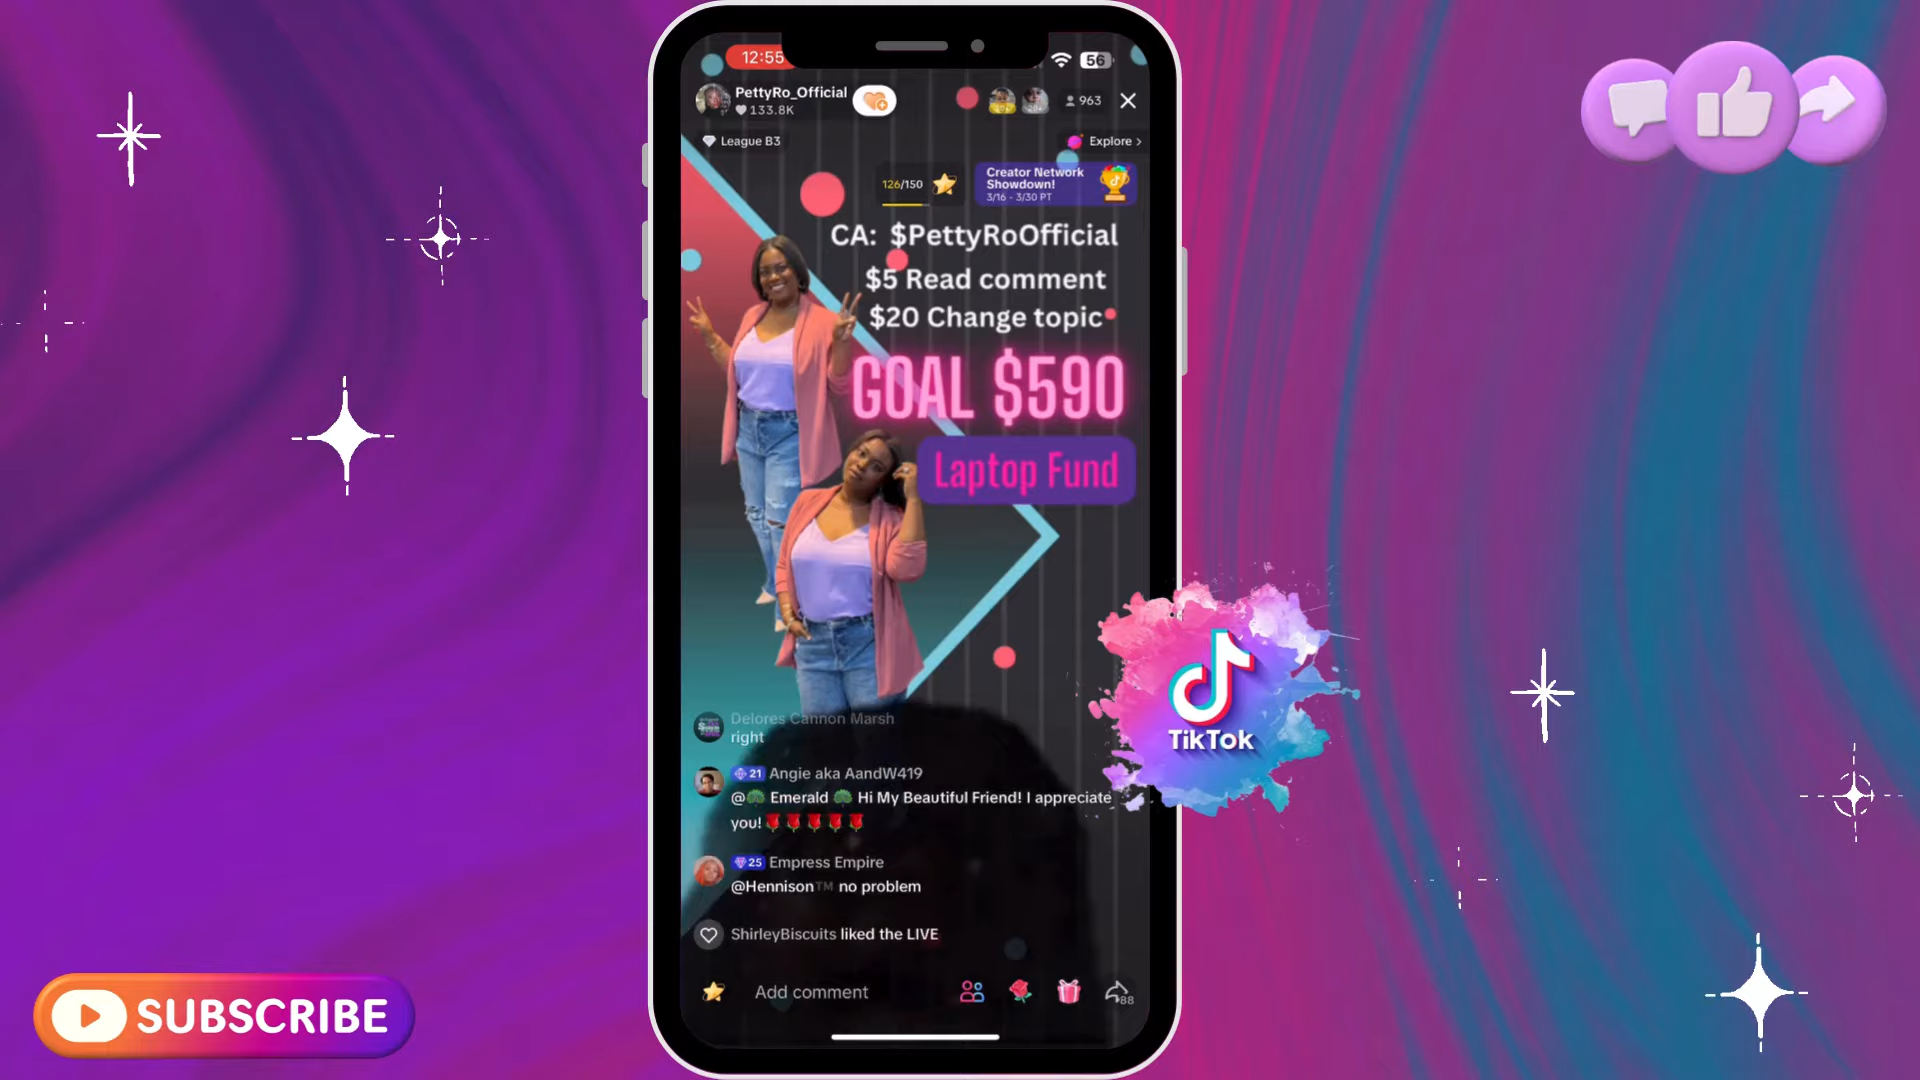 12:55
56
PettyRo_Official
133.8K
963
League B3
Explore >
126/150
Creator Network
Showdown!
3/16 - 3/30 PT
CA: $PettyRoOfficial
$5 Read comment
$20 Change topic
GOAL $590
Laptop Fund
Delores Cannon Marsh
right
21 Angie aka AandW419
@ Emerald Hi My Beautiful Friend! I appreciate
you!
25 Empress Empire
@Hennison™ no problem
ShirleyBiscuits liked the LIVE
Add comment
88
TikTok
SUBSCRIBE